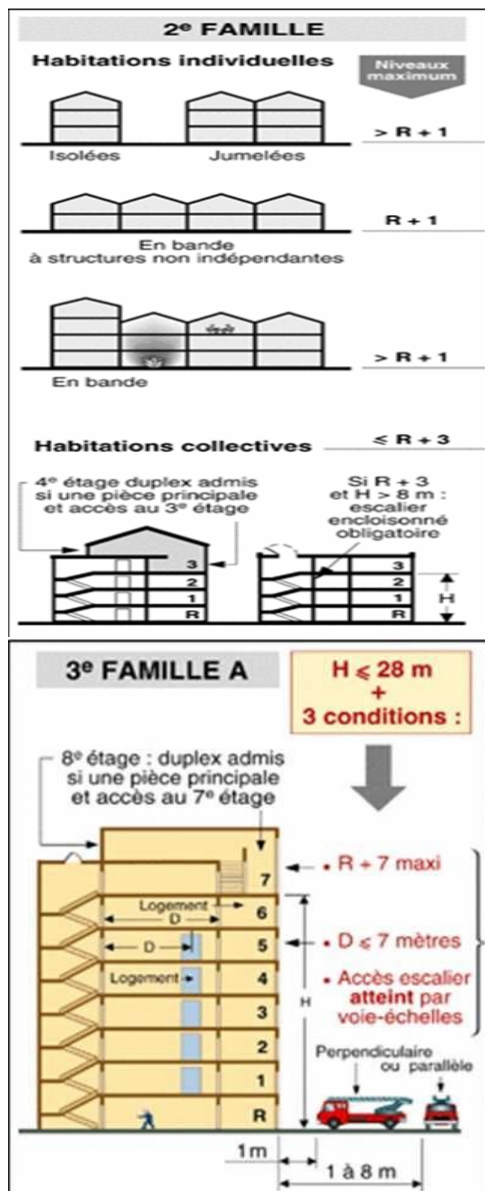 2e FAMILLE
Habitations individuelles
Niveaux
maximum
> R + 1
Isolées
Jumelées
R + 1
En bande
à structures non indépendantes
> R + 1
En bande
Habitations collectives
≤ R + 3
4e étage duplex admis
si une pièce principale
et accès au 3e étage
Si R + 3
et H > 8 m :
escalier
encloisonné
obligatoire
3
2
1
R
3
2
1
R
H
3e FAMILLE A
H ≤ 28 m
+
3 conditions :
8e étage : duplex admis
si une pièce principale
et accès au 7e étage
7
• R + 7 maxi
Logement
6
D
D
5
• D ≤ 7 mètres
Logement
4
H
• Accès escalier
atteint par
voie-échelles
3
2
Perpendiculaire
ou parallèle
1
R
1m
1 à 8 m